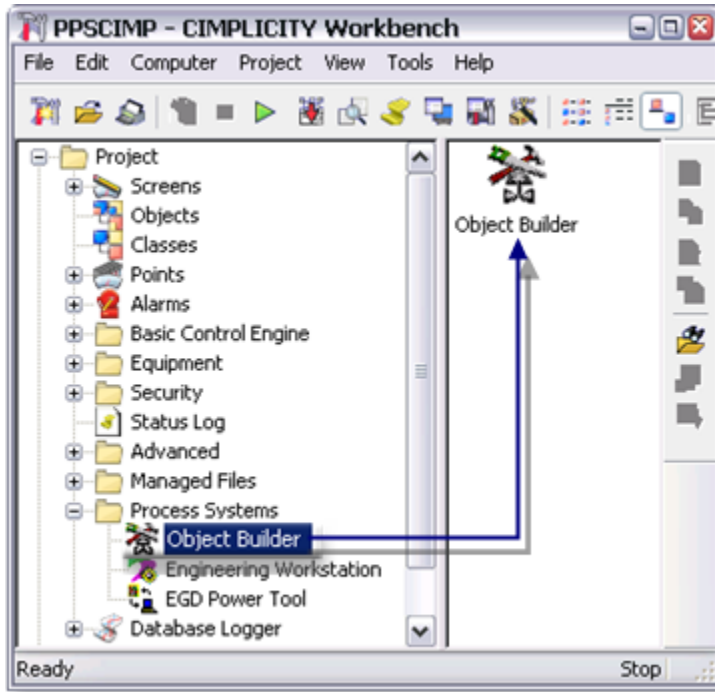 PPSCIMP - CIMPLICITY Workbench
File Edit Computer Project View Tools Help
Project
Screens
Objects
Classes
Points
Alarms
Basic Control Engine
Equipment
Security
Status Log
Advanced
Managed Files
Process Systems
Object Builder
Engineering Workstation
EGD Power Tool
Database Logger
Object Builder
Ready Stop